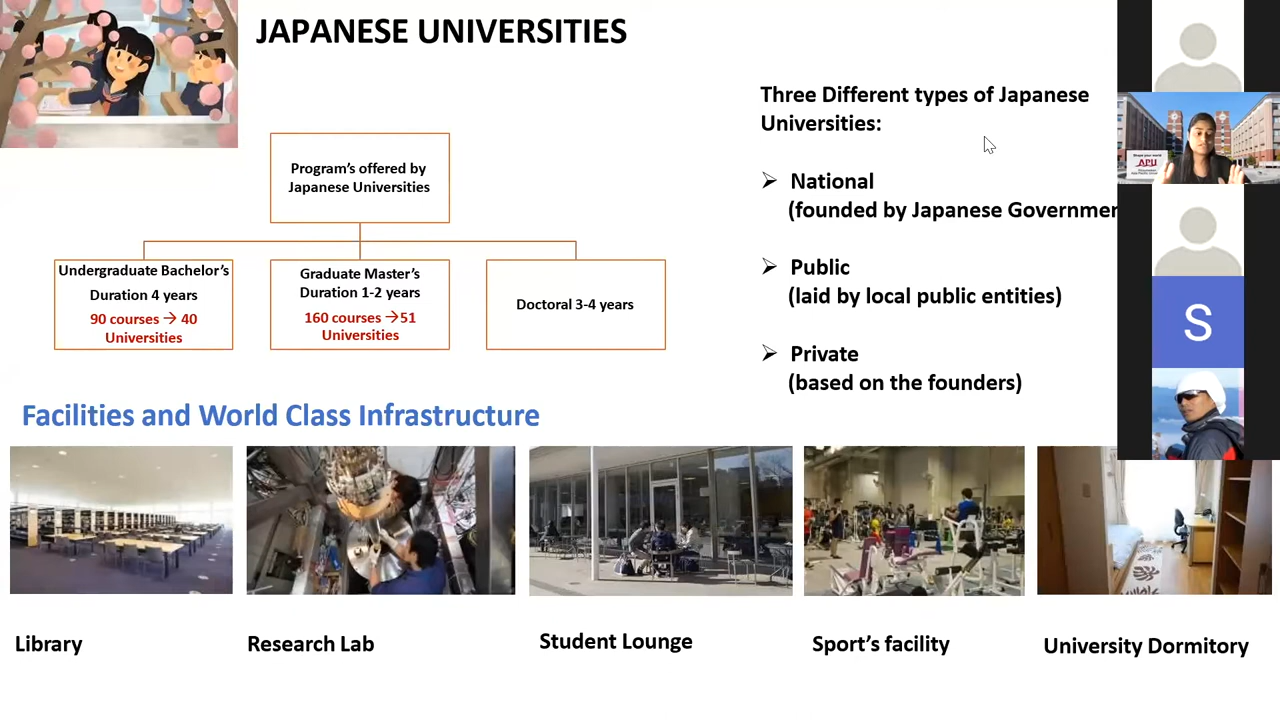 JAPANESE UNIVERSITIES
Program's offered by
Japanese Universities
Undergraduate Bachelor's
Duration 4 years
90 courses → 40
Universities
Graduate Master's
Duration 1-2 years
160 courses →51
Universities
Doctoral 3-4 years
Three Different types of Japanese
Universities:
➢ National
(founded by Japanese Governmen
➢ Public
(laid by local public entities)
➢ Private
(based on the founders)
APU
S
Facilities and World Class Infrastructure
Library
Research Lab
Student Lounge
Sport's facility
University Dormitory